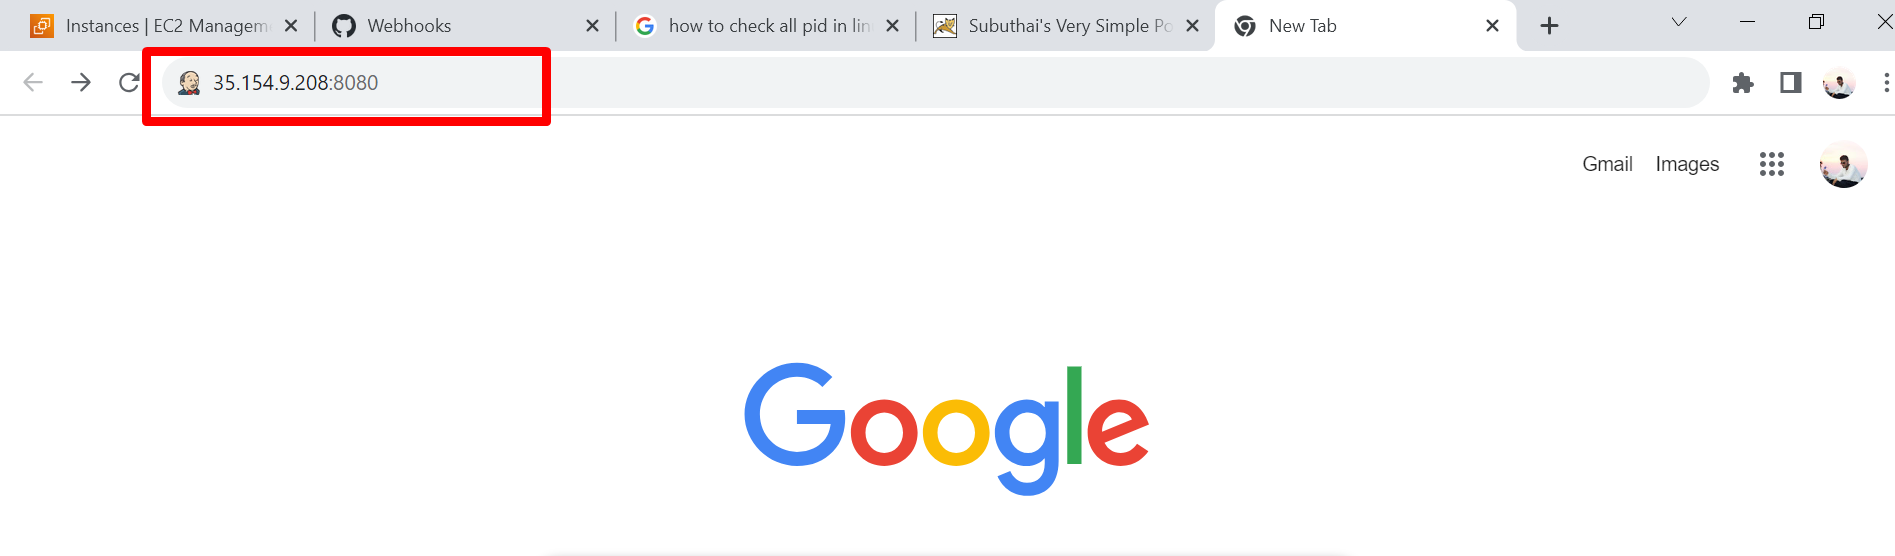 Instances | EC2 Managem
Webhooks
how to check all pid in lin
Subuthai's Very Simple Po
New Tab
35.154.9.208:8080
Gmail
Images
Google